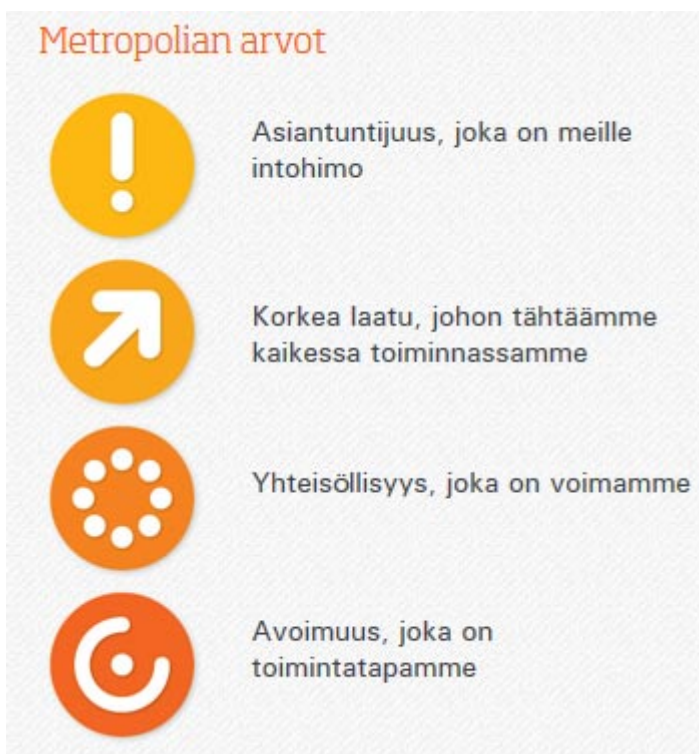 Metropolian arvot
Asiantuntijuus, joka on meille
intohimo
Korkea laatu, johon tähtäämme
kaikessa toiminnassamme
Yhteisöllisyys, joka on voimamme
Avoimuus, joka on
toimintatapamme